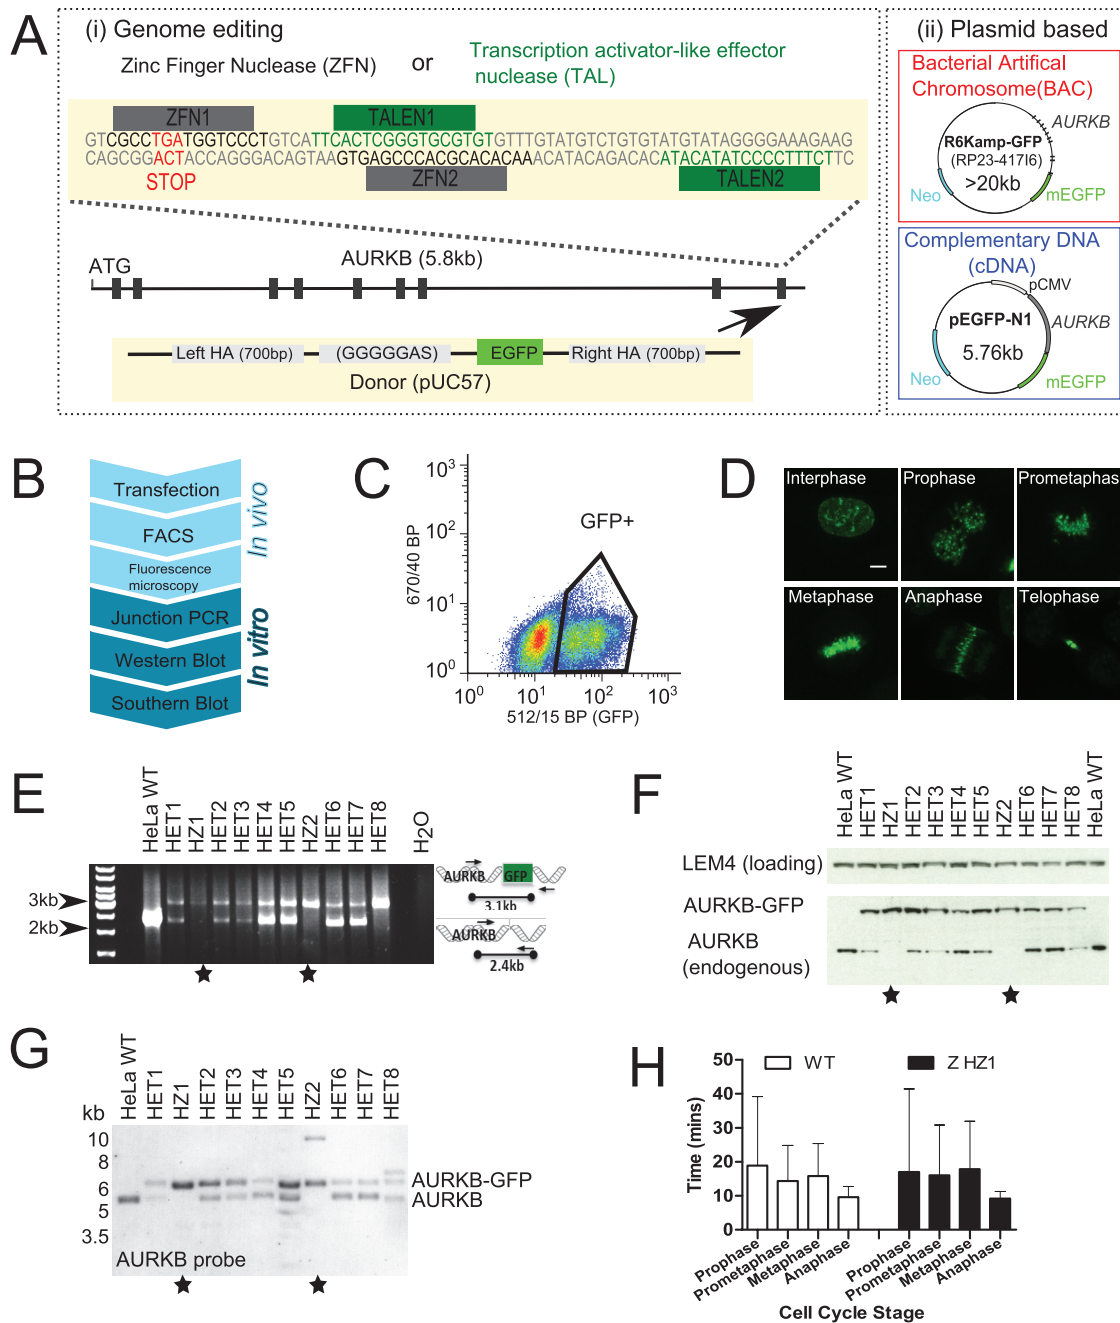 A
(i) Genome editing
Zinc Finger Nuclease (ZFN)
or
Transcription activator-like effector
nuclease (TAL)
ZFN1
TALEN1
GTCGCCTGATGGTCCCTGTCATTCACTCGGGTGCGTGTGTTTGTATGTCTGTGTATGTATAGGGGAAAGAAG
CAGCGGACTACCAGGGACAGTAAGTGAGCCCACGCACACAAACATACAGACACATACATATCCCCTTTCTTC
STOP
ZFN2
TALEN2
ATG
AURKB (5.8kb)
Left HA (700bp)
(GGGGGAS)
EGFP
Right HA (700bp)
Donor (pUC57)
(ii) Plasmid based
Bacterial Artifical
Chromosome(BAC)
AURKB
R6Kamp-GFP
(RP23-417I6)
>20kb
Neo
mEGFP
Complementary DNA
(cDNA)
pCMV
pEGFP-N1
AURKB
5.76kb
Neo
mEGFP
B
Transfection
FACS
Fluorescence
microscopy
Junction PCR
Western Blot
Southern Blot
In vivo
In vitro
C
10³
10²
10¹
10⁰
670/40 BP
GFP+
10⁰ 10¹ 10² 10³
512/15 BP (GFP)
D
Interphase
Prophase
Prometaphas
Metaphase
Anaphase
Telophase
E
HeLa WT
HET1
HZ1
HET2
HET3
HET4
HET5
HZ2
HET6
HET7
HET8
H₂O
3kb
2kb
AURKB
GFP
3.1kb
AURKB
2.4kb
F
HeLa WT
HET1
HZ1
HET2
HET3
HET4
HET5
HZ2
HET6
HET7
HET8
HeLa WT
LEM4 (loading)
AURKB-GFP
AURKB
(endogenous)
G
HeLa WT
HET1
HZ1
HET2
HET3
HET4
HET5
HZ2
HET6
HET7
HET8
kb
10
8
6
5
3.5
AURKB-GFP
AURKB
AURKB probe
H
WT
Z HZ1
50
40
30
20
10
0
Time (mins)
Prophase
Prometaphase
Metaphase
Anaphase
Prophase
Prometaphase
Metaphase
Anaphase
Cell Cycle Stage